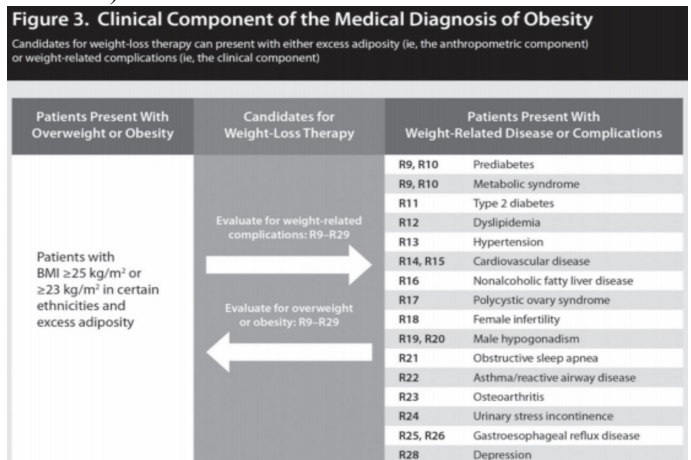 Figure 3. Clinical Component of the Medical Diagnosis of Obesity
Candidates for weight-loss therapy can present with either excess adiposity (ie, the anthropometric component)
or weight-related complications (ie, the clinical component)
Patients Present With
Overweight or Obesity
Candidates for
Weight-Loss Therapy
Patients Present With
Weight-Related Disease or Complications
Patients with
BMI ≥25 kg/m² or
≥23 kg/m² in certain
ethnicities and
excess adiposity
Evaluate for weight-related
complications: R9–R29
Evaluate for overweight
or obesity: R9–R29
R9, R10 Prediabetes
R9, R10 Metabolic syndrome
R11 Type 2 diabetes
R12 Dyslipidemia
R13 Hypertension
R14, R15 Cardiovascular disease
R16 Nonalcoholic fatty liver disease
R17 Polycystic ovary syndrome
R18 Female infertility
R19, R20 Male hypogonadism
R21 Obstructive sleep apnea
R22 Asthma/reactive airway disease
R23 Osteoarthritis
R24 Urinary stress incontinence
R25, R26 Gastroesophageal reflux disease
R28 Depression